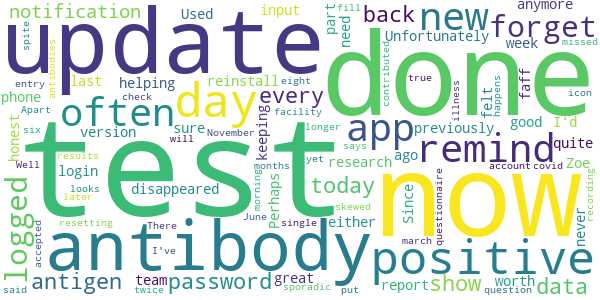 notification Used input part back new forget anymore
spite antibodies update need Unfortunately week fill missed
entry last helping reinstall every done
phone check often day contributed felt true faff happens icon
Apart version sure keeping app previously illness good I'd
honest six November facility longer remind quite
Well will says account covid Zoe
results login months yet ago research
later looks disappeared test today now
logged resetting There morning Perhaps either Since questionnaire never recording
accepted I've June single skewed march
antibody positive
antigen team password great report show worth data
said twice sporadic put question